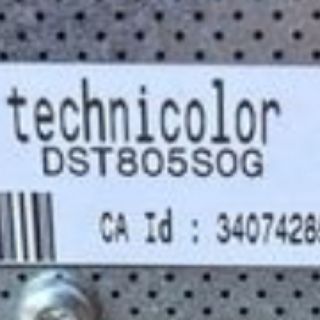 technicolor
DST805SOG
CA Id : 3407428